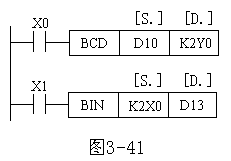 [S.] [D.]
X0
BCD D10 K2Y0
[S.] [D.]
X1
BIN K2X0 D13
图3-41